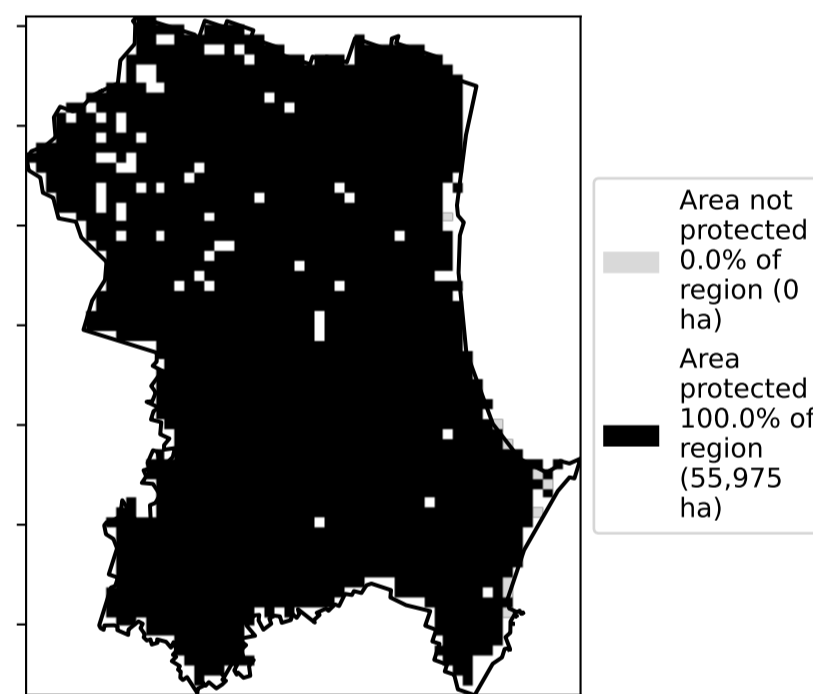 Area not
protected
0.0% of
region (0
ha)
Area
protected
100.0% of
region
(55,975
ha)